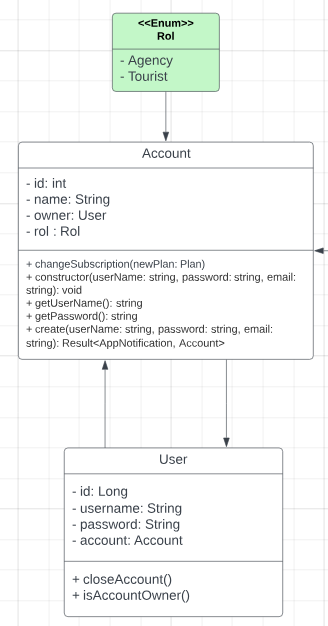 <<Enum>>
Rol
- Agency
- Tourist
Account
- id: int
- name: String
- owner: User
- rol : Rol
+ changeSubscription(newPlan: Plan)
+ constructor(userName: string, password: string, email:
string): void
+ getUserName(): string
+ getPassword(): string
+ create(userName: string, password: string, email:
string): Result<AppNotification, Account>
User
- id: Long
- username: String
- password: String
- account: Account
+ closeAccount()
+ isAccountOwner()